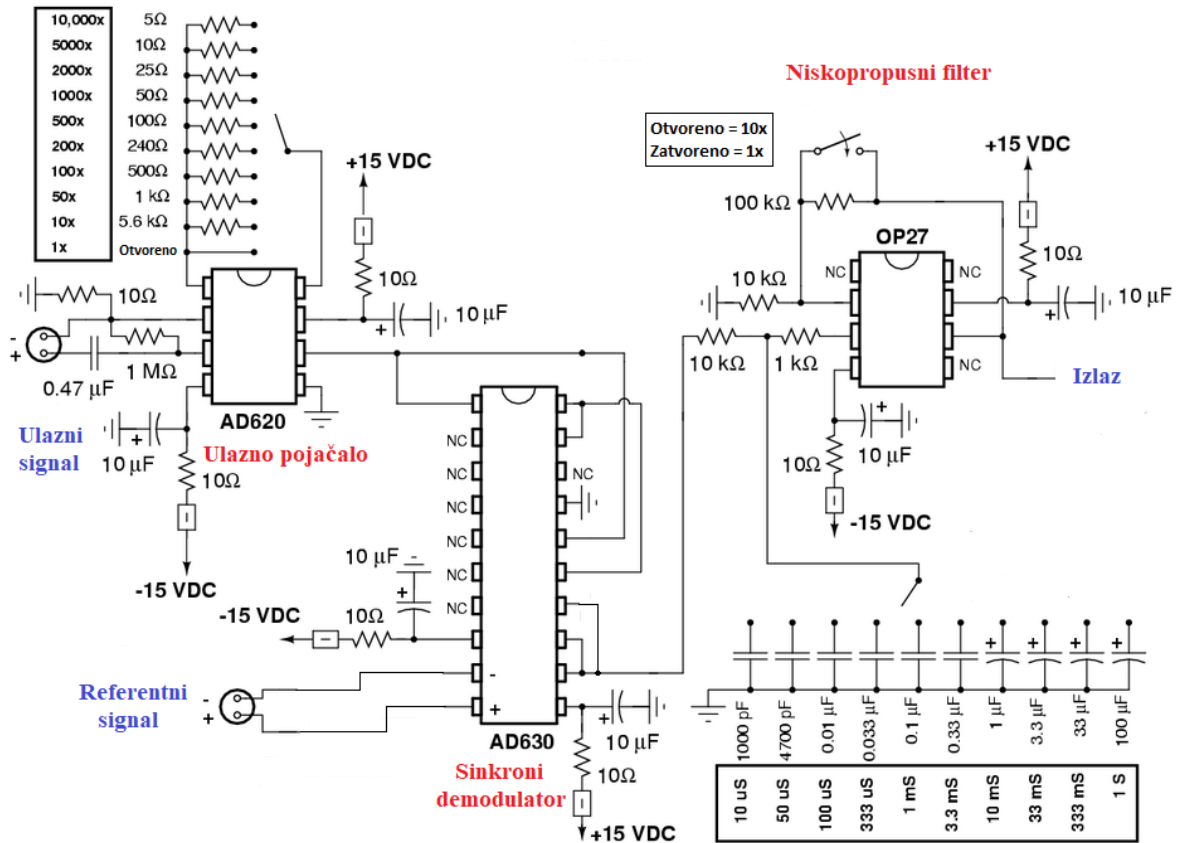 10,000x 5Ω
5000x 10Ω
2000x 25Ω
1000x 50Ω
500x 100Ω
200x 240Ω
100x 500Ω
50x 1 kΩ
10x 5.6 kΩ
1x Otvoreno
+15 VDC
10Ω
10 µF
10Ω
-
+
0.47 µF
1 MΩ
AD620
Ulazni
signal
10 µF
Ulazno pojačalo
10Ω
-15 VDC
NC
NC
NC
NC
NC
NC
NC
10 µF
-15 VDC
10Ω
Referentni
signal
-
+
-
+
AD630
Sinkroni
demodulator
+
10 µF
10Ω
+15 VDC
Niskopropusni filter
Otvoreno = 10x
Zatvoreno = 1x
+15 VDC
100 kΩ
OP27
NC
NC
NC
10Ω
10 µF
10 kΩ
10 kΩ
1 kΩ
Izlaz
10Ω
10 µF
-15 VDC
+
+
+
+
1000 pF
4700 pF
0.01 µF
0.033 µF
0.1 µF
0.33 µF
1 µF
3.3 µF
33 µF
100 µF
10 uS
50 uS
100 uS
333 uS
1 mS
3.3 mS
10 mS
33 mS
333 mS
1 S